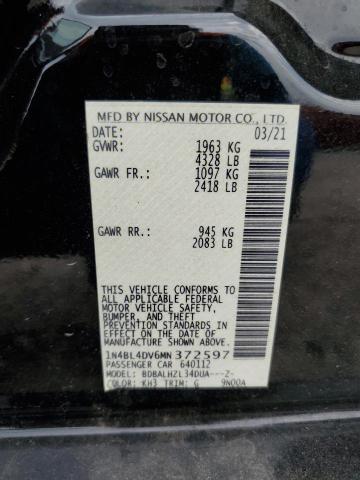 MFD BY NISSAN MOTOR CO., LTD.
DATE: 03/21
GVWR: 1963 KG
4328 LB
GAWR FR.: 1097 KG
2418 LB
GAWR RR.: 945 KG
2083 LB
THIS VEHICLE CONFORMS
TO ALL APPLICABLE FEDERAL
MOTOR VEHICLE SAFETY,
BUMPER, AND THEFT
PREVENTION STANDARDS
IN EFFECT ON THE DATE OF
MANUFACTURE SHOWN ABOVE.
1N4BL4DV6MN372597
PASSENGER CAR 640112
MODEL: BDBALHZL34DUA---2-
COLOR: KH3 TRIM: G 9N00A